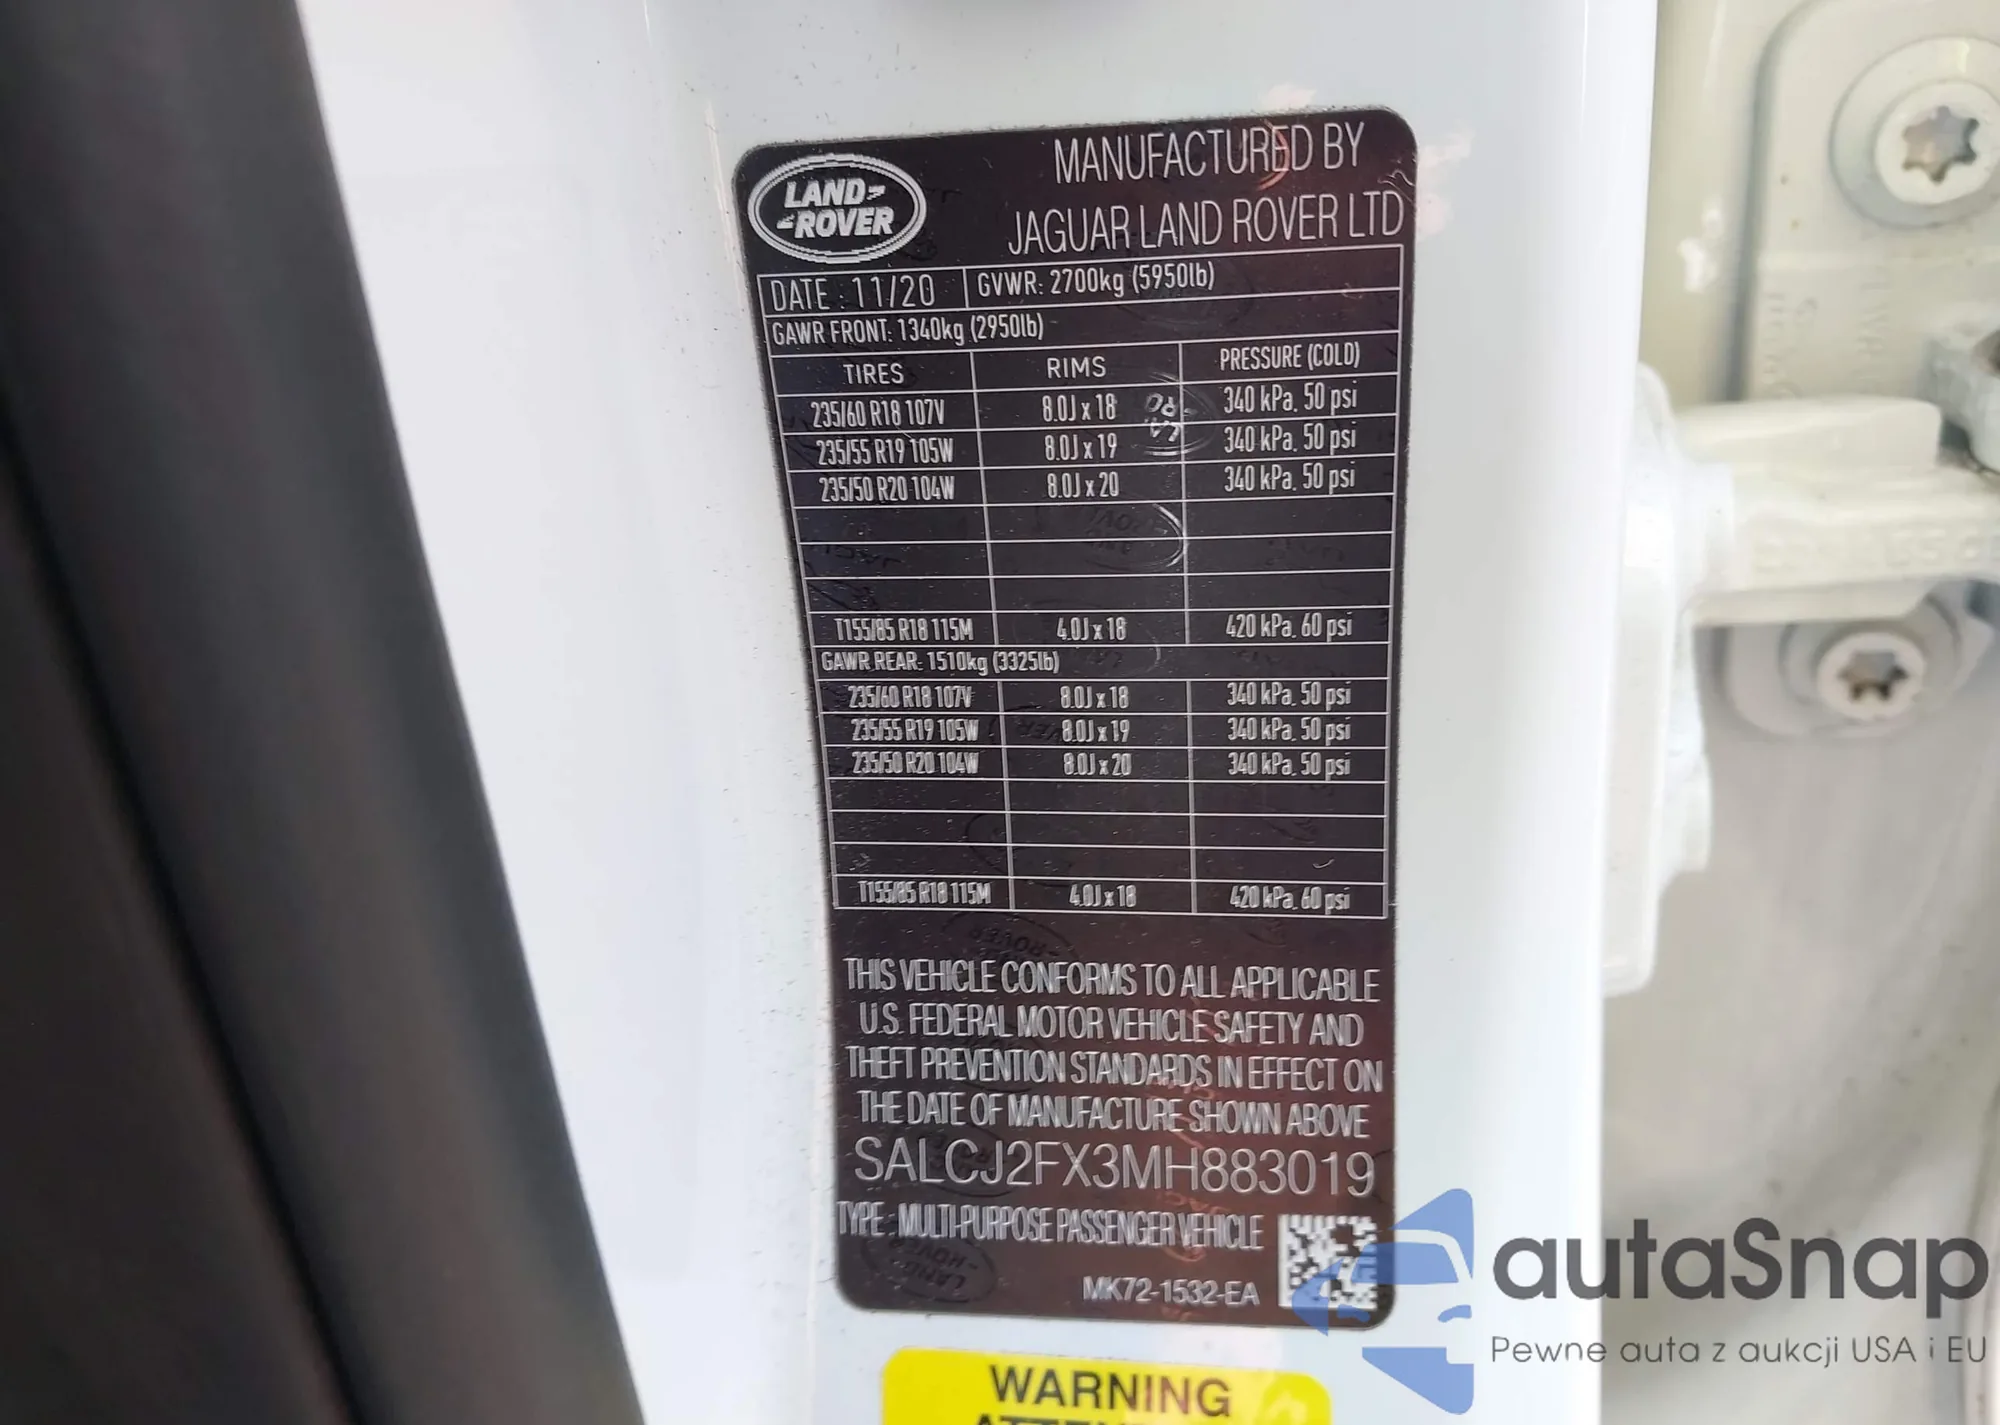 LAND-
-ROVER
MANUFACTURED BY
JAGUAR LAND ROVER LTD
DATE : 11/20 GVWR: 2700kg (5950lb)
GAWR FRONT: 1340kg (2950lb)
TIRES RIMS PRESSURE (COLD)
235/60 R18 107V 8.0J x 18 340 kPa. 50 psi
235/55 R19 105W 8.0J x 19 340 kPa. 50 psi
235/50 R20 104W 8.0J x 20 340 kPa. 50 psi
T155/85 R18 115M 4.0J x 18 420 kPa. 60 psi
GAWR REAR: 1510kg (3325lb)
235/60 R18 107V 8.0J x 18 340 kPa. 50 psi
235/55 R19 105W 8.0J x 19 340 kPa. 50 psi
235/50 R20 104W 8.0J x 20 340 kPa. 50 psi
T155/85 R18 115M 4.0J x 18 420 kPa. 60 psi
THIS VEHICLE CONFORMS TO ALL APPLICABLE
U.S. FEDERAL MOTOR VEHICLE SAFETY AND
THEFT PREVENTION STANDARDS IN EFFECT ON
THE DATE OF MANUFACTURE SHOWN ABOVE
SALCJ2FX3MH883019
TYPE : MULTI-PURPOSE PASSENGER VEHICLE
MK72-1532-EA
autaSnap
Pewne auta z aukcji USA i EU
WARNING